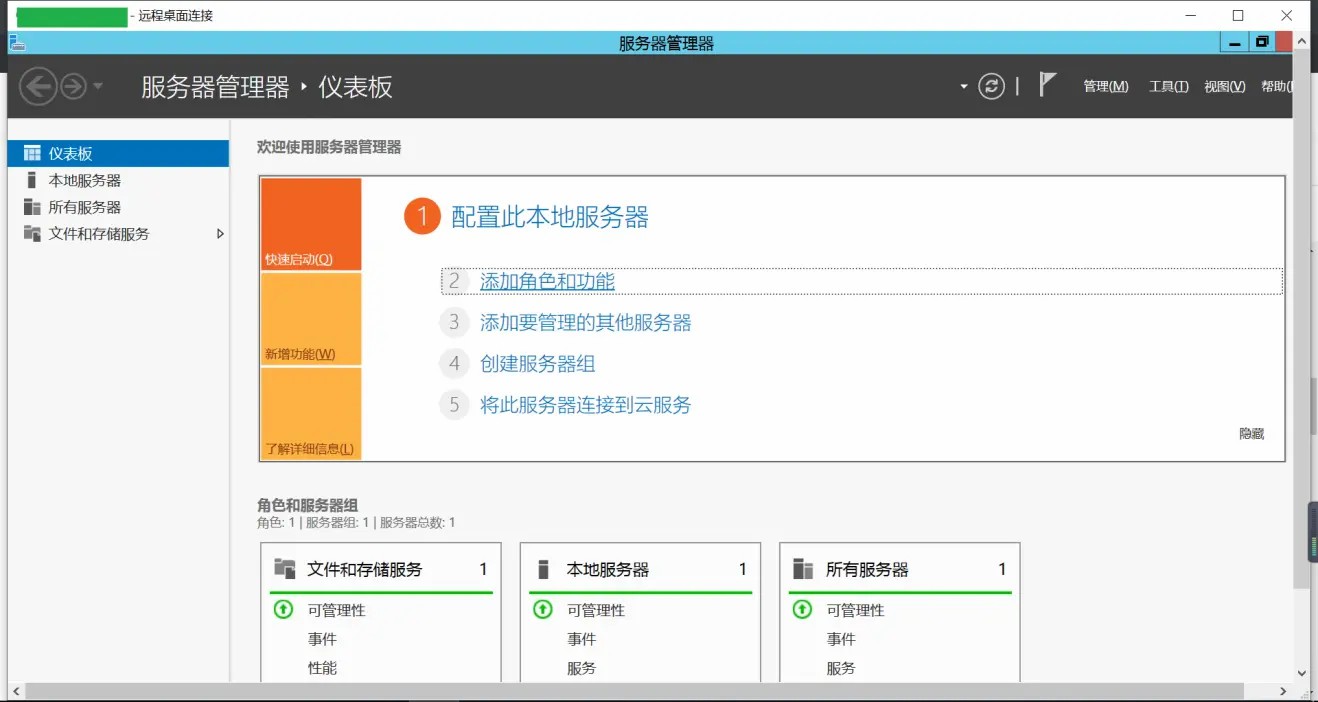 - 远程桌面连接
服务器管理器
服务器管理器 ‣ 仪表板
管理(M) 工具(T) 视图(V) 帮助(
仪表板
本地服务器
所有服务器
文件和存储服务
欢迎使用服务器管理器
快速启动(Q)
新增功能(W)
了解详细信息(L)
1 配置此本地服务器
2 添加角色和功能
3 添加要管理的其他服务器
4 创建服务器组
5 将此服务器连接到云服务
隐藏
角色和服务器组
角色: 1 | 服务器组: 1 | 服务器总数: 1
文件和存储服务 1
可管理性
事件
性能
本地服务器 1
可管理性
事件
服务
所有服务器 1
可管理性
事件
服务